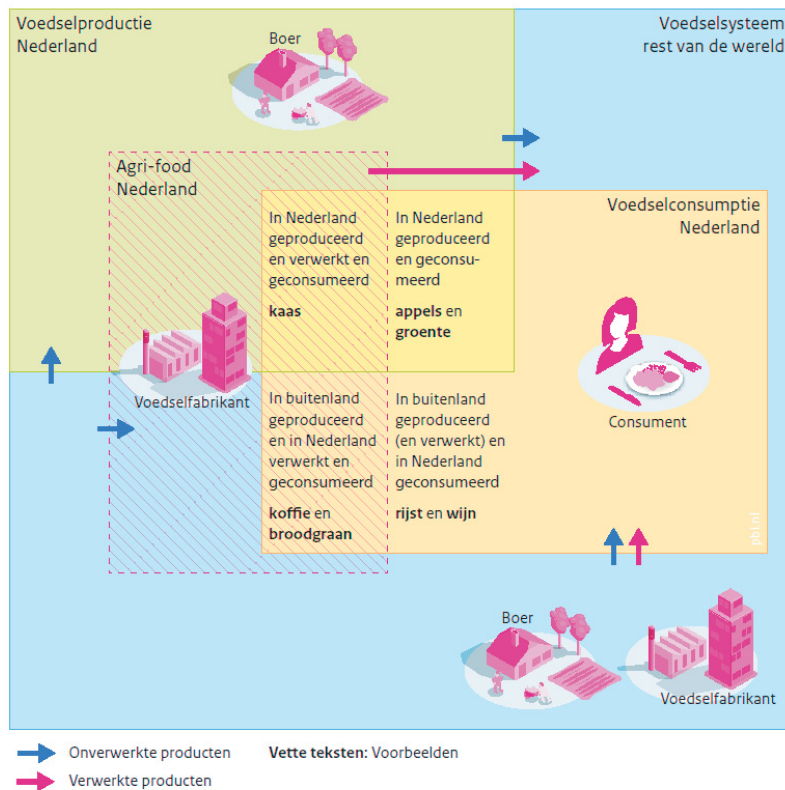 Voedselproductie
Nederland
Voedselsysteem
rest van de wereld
Boer
Agri-food
Nederland
Voedselconsumptie
Nederland
In Nederland
geproduceerd
en verwerkt en
geconsumeerd
kaas
In Nederland
geproduceerd
en geconsu-
meerd
appels en
groente
Voedselfabrikant
Consument
In buitenland
geproduceerd
en in Nederland
verwerkt en
geconsumeerd
koffie en
broodgraan
In buitenland
geproduceerd
(en verwerkt) en
in Nederland
geconsumeerd
rijst en wijn
pbl.nl
Boer
Voedselfabrikant
Onverwerkte producten
Vette teksten: Voorbeelden
Verwerkte producten